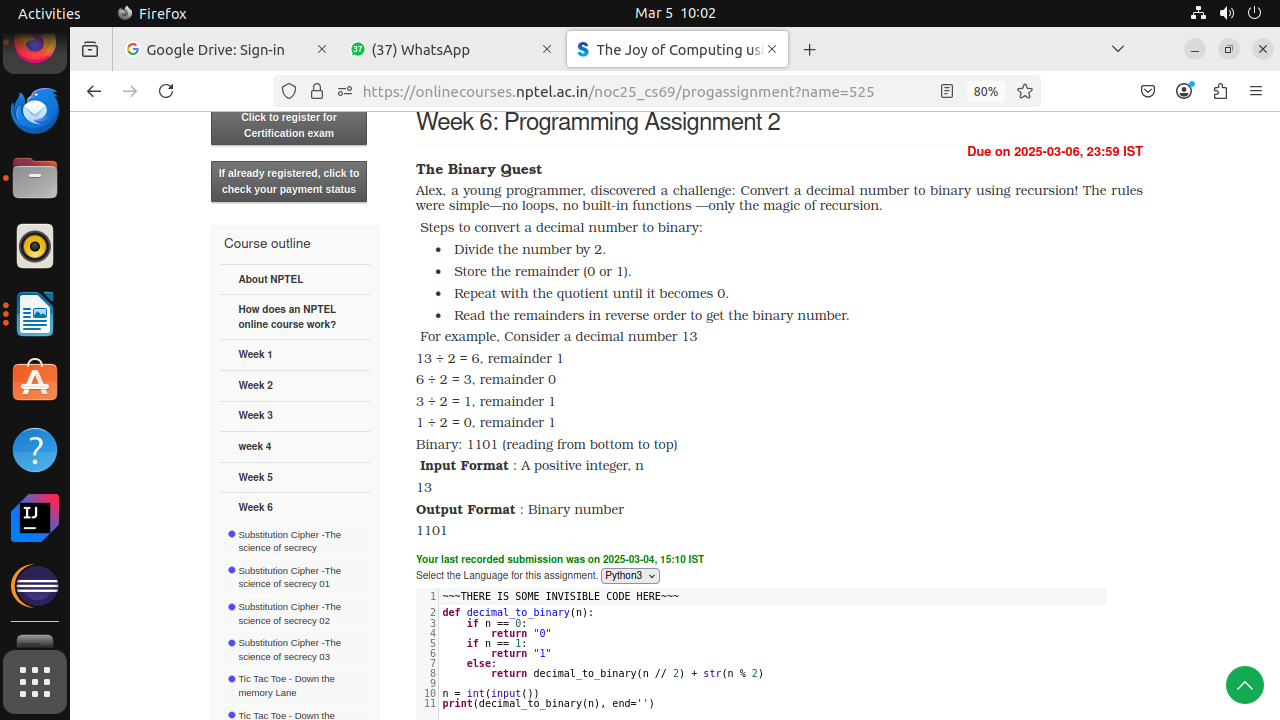 Activities
Firefox
Mar 5 10:02
Google Drive: Sign-in
(37) WhatsApp
The Joy of Computing us
https://onlinecourses.nptel.ac.in/noc25_cs69/progassignment?name=525
80%
Click to register for
Certification exam
If already registered, click to
check your payment status
Course outline
About NPTEL
How does an NPTEL
online course work?
Week 1
Week 2
Week 3
week 4
Week 5
Week 6
Substitution Cipher -The
science of secrecy
Substitution Cipher -The
science of secrecy 01
Substitution Cipher -The
science of secrecy 02
Substitution Cipher -The
science of secrecy 03
Tic Tac Toe - Down the
memory Lane
Tic Tac Toe - Down the
Week 6: Programming Assignment 2
Due on 2025-03-06, 23:59 IST
The Binary Quest
Alex, a young programmer, discovered a challenge: Convert a decimal number to binary using recursion! The rules
were simple—no loops, no built-in functions —only the magic of recursion.
Steps to convert a decimal number to binary:
• Divide the number by 2.
• Store the remainder (0 or 1).
• Repeat with the quotient until it becomes 0.
• Read the remainders in reverse order to get the binary number.
For example, Consider a decimal number 13
13 ÷ 2 = 6, remainder 1
6 ÷ 2 = 3, remainder 0
3 ÷ 2 = 1, remainder 1
1 ÷ 2 = 0, remainder 1
Binary: 1101 (reading from bottom to top)
Input Format : A positive integer, n
13
Output Format : Binary number
1101
Your last recorded submission was on 2025-03-04, 15:10 IST
Select the Language for this assignment. Python3
1 ~~~THERE IS SOME INVISIBLE CODE HERE~~~
2 def decimal_to_binary(n):
3     if n == 0:
4         return "0"
5     if n == 1:
6         return "1"
7     else:
8         return decimal_to_binary(n // 2) + str(n % 2)
9
10 n = int(input())
11 print(decimal_to_binary(n), end='')